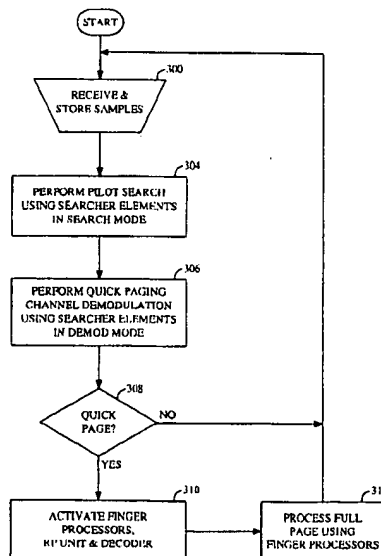 START
300
RECEIVE &
STORE SAMPLES
304
PERFORM PILOT SEARCH
USING SEARCHER ELEMENTS
IN SEARCH MODE
306
PERFORM QUICK PAGING
CHANNEL DEMODULATION
USING SEARCHER ELEMENTS
IN DEMOD MODE
308
QUICK
PAGE?
NO
YES
310
ACTIVATE FINGER
PROCESSORS,
UNIT & DECODER
PROCESS FULL
PAGE USING
FINGER PROCESSORS